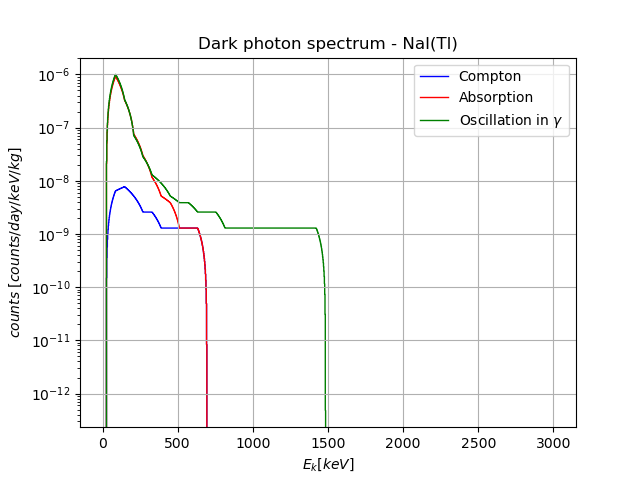 Dark photon spectrum - NaI(Tl)
Compton
Absorption
Oscillation in γ
counts [counts/day/keV/kg]
10⁻⁶
10⁻⁷
10⁻⁸
10⁻⁹
10⁻¹⁰
10⁻¹¹
10⁻¹²
0 500 1000 1500 2000 2500 3000
Eₖ[keV]